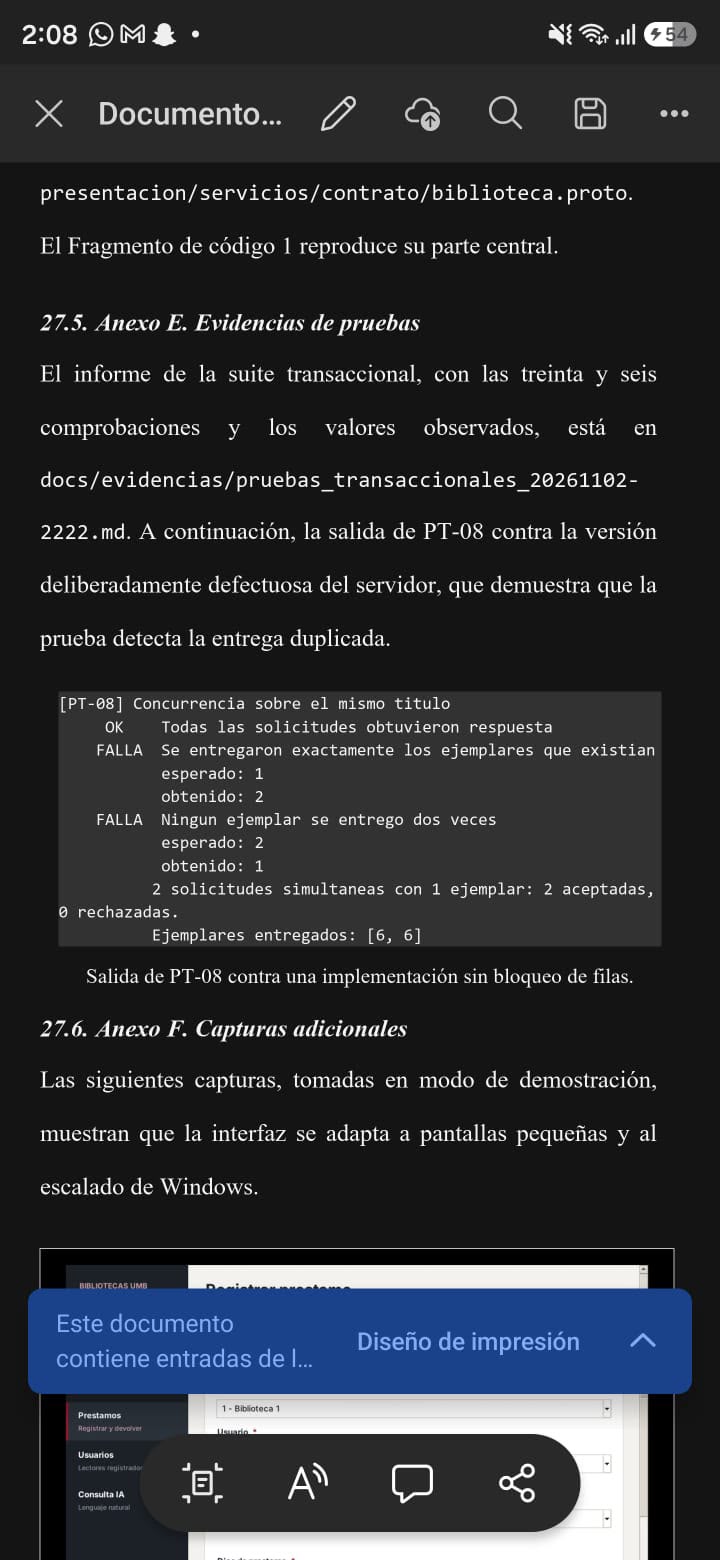 2:08
54
Documento...
presentacion/servicios/contrato/biblioteca.proto.
El Fragmento de código 1 reproduce su parte central.
27.5. Anexo E. Evidencias de pruebas
El informe de la suite transaccional, con las treinta y seis
comprobaciones y los valores observados, está en
docs/evidencias/pruebas_transaccionales_20261102-
2222.md. A continuación, la salida de PT-08 contra la versión
deliberadamente defectuosa del servidor, que demuestra que la
prueba detecta la entrega duplicada.
[PT-08] Concurrencia sobre el mismo titulo
OK Todas las solicitudes obtuvieron respuesta
FALLA Se entregaron exactamente los ejemplares que existian
esperado: 1
obtenido: 2
FALLA Ningun ejemplar se entrego dos veces
esperado: 2
obtenido: 1
2 solicitudes simultaneas con 1 ejemplar: 2 aceptadas,
0 rechazadas.
Ejemplares entregados: [6, 6]
Salida de PT-08 contra una implementación sin bloqueo de filas.
27.6. Anexo F. Capturas adicionales
Las siguientes capturas, tomadas en modo de demostración,
muestran que la interfaz se adapta a pantallas pequeñas y al
escalado de Windows.
BIBLIOTECAS UMB
Este documento
contiene entradas de l...
Diseño de impresión
1 - Biblioteca 1
Prestamos
Registrar y devolver
Usuario *
Usuarios
Lectores registrados
Consulta IA
Lenguaje natural